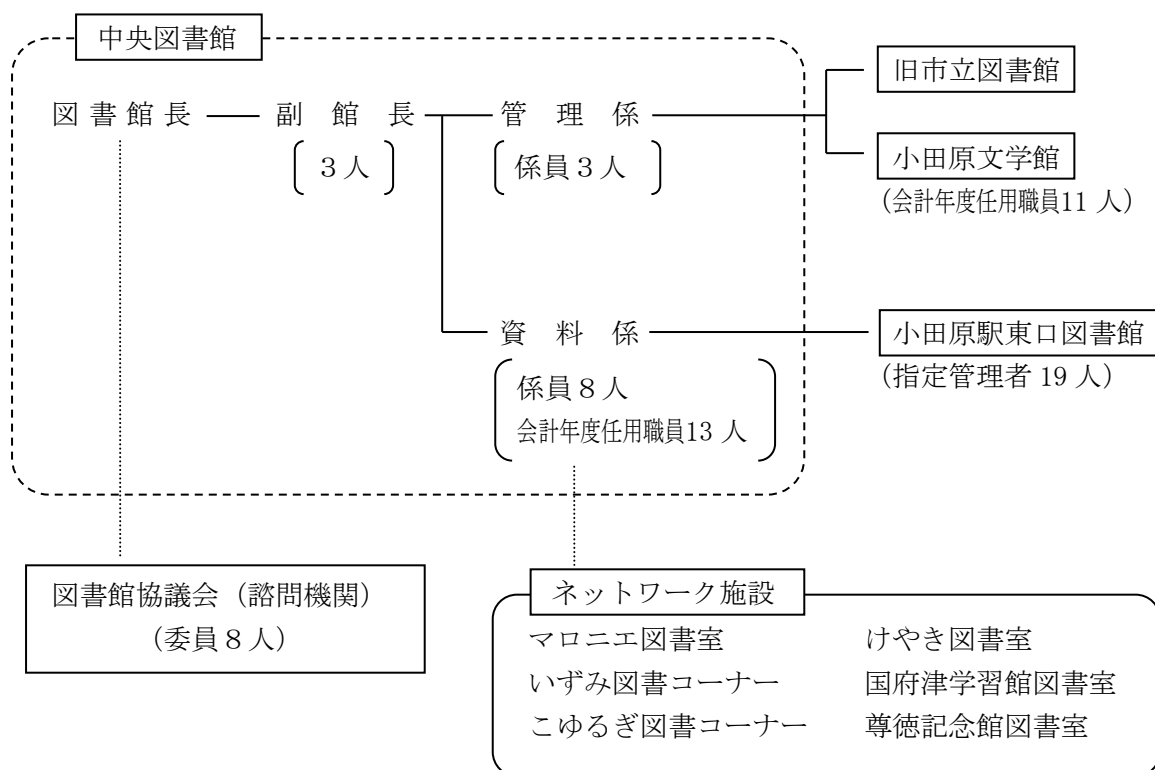 中央図書館
図書館長
副館長
3人
管理係
係員3人
旧市立図書館
小田原文学館
(会計年度任用職員11 人)
資料係
係員8人
会計年度任用職員13 人
小田原駅東口図書館
(指定管理者 19 人)
図書館協議会(諮問機関)
(委員8人)
ネットワーク施設
マロニエ図書室 けやき図書室
いずみ図書コーナー 国府津学習館図書室
こゆるぎ図書コーナー 尊徳記念館図書室